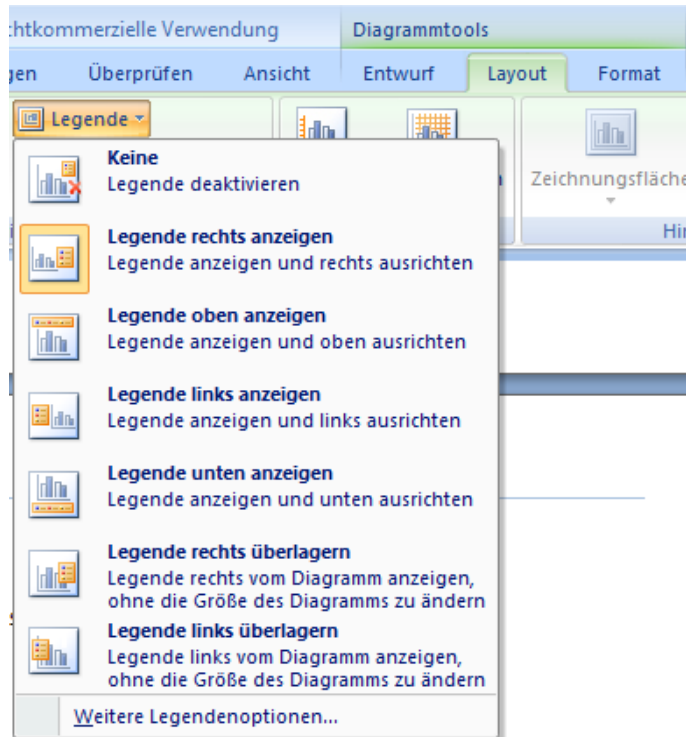 htkommerzielle Verwendung Diagrammtools
gen Überprüfen Ansicht Entwurf Layout Format
Legende
Keine
Legende deaktivieren
Zeichnungsfläche
Legende rechts anzeigen
Legende anzeigen und rechts ausrichten
Hin
Legende oben anzeigen
Legende anzeigen und oben ausrichten
Legende links anzeigen
Legende anzeigen und links ausrichten
Legende unten anzeigen
Legende anzeigen und unten ausrichten
Legende rechts überlagern
Legende rechts vom Diagramm anzeigen,
ohne die Größe des Diagramms zu ändern
Legende links überlagern
Legende links vom Diagramm anzeigen,
ohne die Größe des Diagramms zu ändern
Weitere Legendenoptionen...